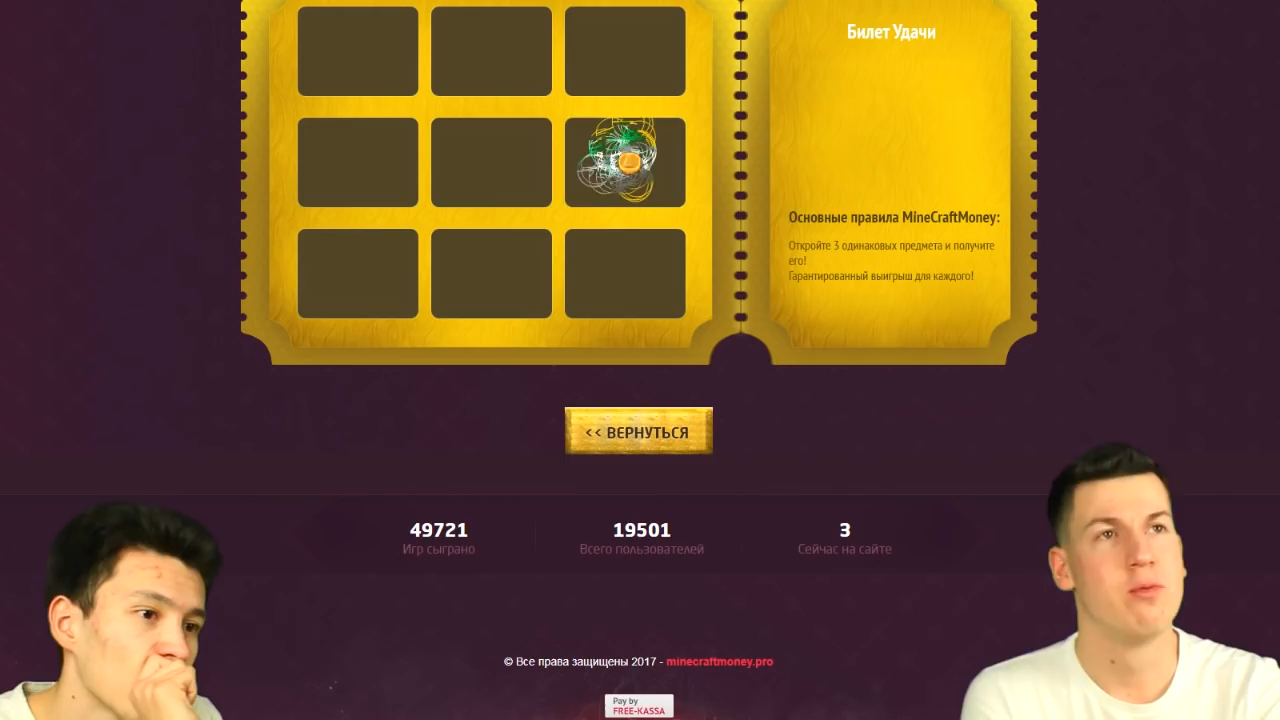 Билет Удачи
Основные правила MineCraftMoney:
Откройте 3 одинаковых предмета и получите
его!
Гарантированный выигрыш для каждого!
<< ВЕРНУТЬСЯ
49721
Игр сыграно
19501
Всего пользователей
3
Сейчас на сайте
© Все права защищены 2017 - minecraftmoney.pro
Pay by
FREE-KASSA